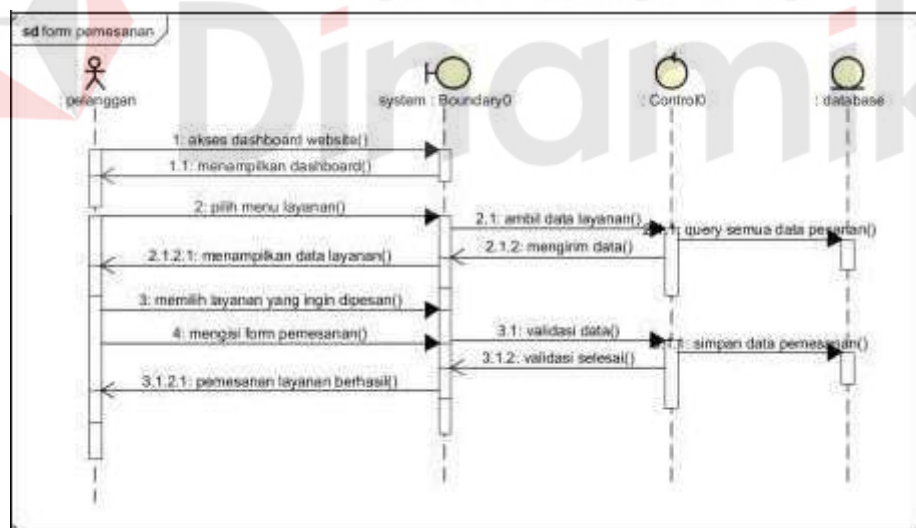 Dinamik
sd form pemesanan
: pelanggan
system : Boundary0
: Control0
: database
1: akses dashboard website()
1.1: menampilkan dashboard()
2: pilih menu layanan()
2.1: ambil data layanan()
query semua data pesanan()
2.1.2: mengirim data()
2.1.2.1: menampilkan data layanan()
3: memilih layanan yang ingin dipesan()
4: mengisi form pemesanan()
3.1: validasi data()
simpan data pemesanan()
3.1.2: validasi selesai()
3.1.2.1: pemesanan layanan berhasil()